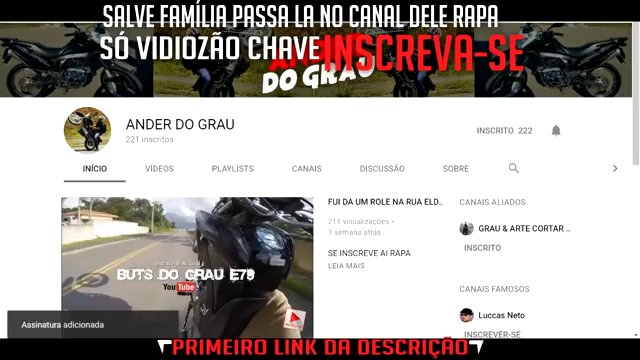 SALVE FAMÍLIA PASSA LA NO CANAL DELE RAPA
SÓ VIDIOZÃO CHAVE INSCREVA-SE
DO GRAU
ANDER DO GRAU
221 inscritos
INSCRITO 222
INÍCIO VÍDEOS PLAYLISTS CANAIS DISCUSSÃO SOBRE
FUI DA UM ROLE NA RUA ELD..
211 visualizações •
1 semana atrás
SE INSCREVE AI RAPA
LEIA MAIS
CANAIS ALIADOS
GRAU & ARTE CORTAR ...
INSCRITO
CANAIS FAMOSOS
Luccas Neto
INSCREVER-SE
BUTS DO GRAU E79
YouTube
Assinatura adicionada
PRIMEIRO LINK DA DESCRIÇÃO